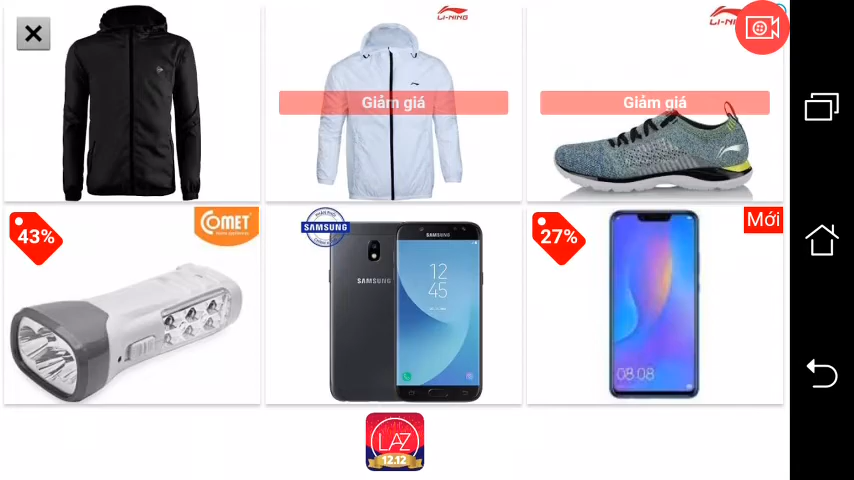 LI-NING
LI-NING
Giảm giá
Giảm giá
43%
COMET
SAMSUNG
SAMSUNG
SAMSUNG
12
45
27%
Mới
08:08
LAZ
12.12